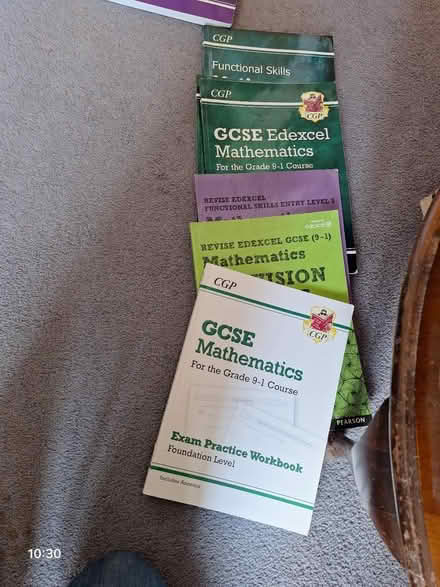 CGP
Functional Skills
CGP
CGP
GCSE Edexcel
Mathematics
For the Grade 9-1 Course
REVISE EDEXCEL
FUNCTIONAL SKILLS ENTRY LEVEL 3
REVISE EDEXCEL GCSE (9-1)
Mathematics
PEARSON
CGP
CGP
GCSE
Mathematics
For the Grade 9-1 Course
Exam Practice Workbook
Foundation Level
Includes Answers
10:30